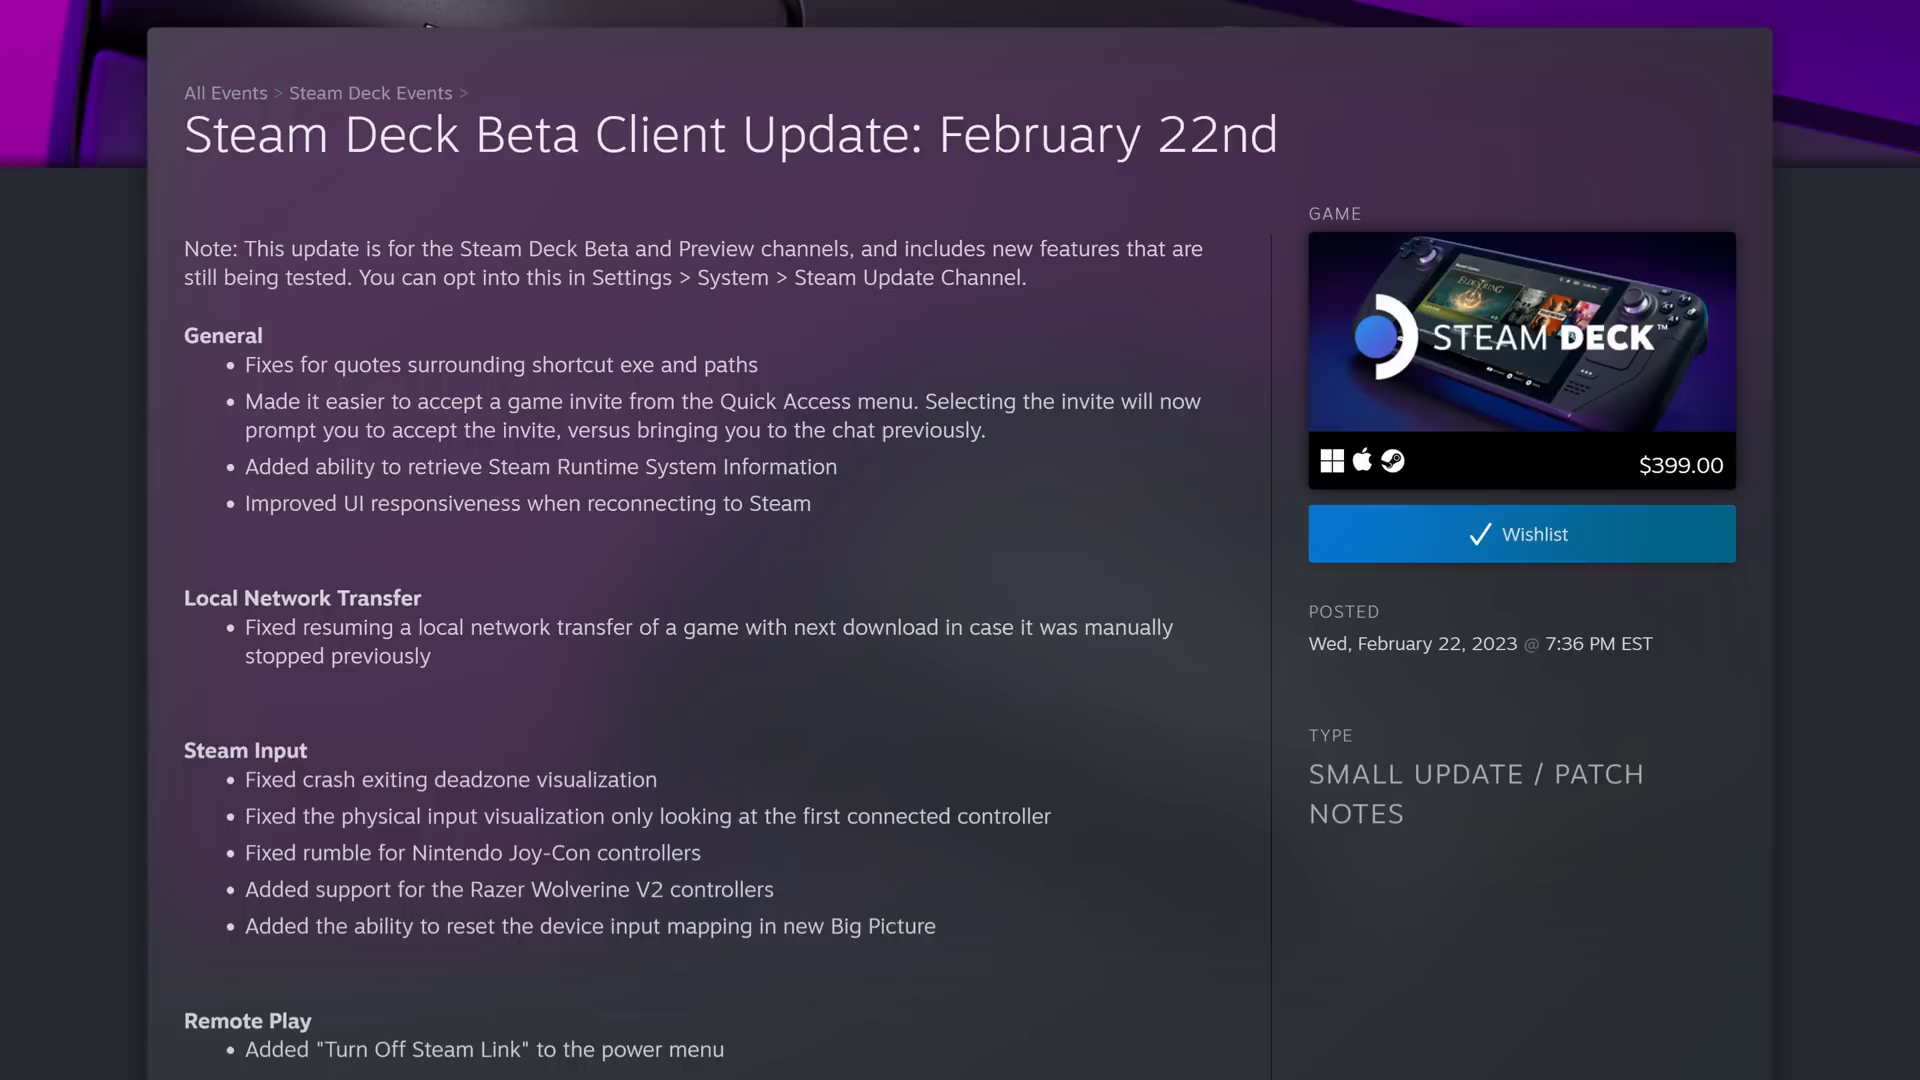 All Events > Steam Deck Events >
Steam Deck Beta Client Update: February 22nd
Note: This update is for the Steam Deck Beta and Preview channels, and includes new features that are
still being tested. You can opt into this in Settings > System > Steam Update Channel.
General
• Fixes for quotes surrounding shortcut exe and paths
• Made it easier to accept a game invite from the Quick Access menu. Selecting the invite will now
prompt you to accept the invite, versus bringing you to the chat previously.
• Added ability to retrieve Steam Runtime System Information
• Improved UI responsiveness when reconnecting to Steam
Local Network Transfer
• Fixed resuming a local network transfer of a game with next download in case it was manually
stopped previously
Steam Input
• Fixed crash exiting deadzone visualization
• Fixed the physical input visualization only looking at the first connected controller
• Fixed rumble for Nintendo Joy-Con controllers
• Added support for the Razer Wolverine V2 controllers
• Added the ability to reset the device input mapping in new Big Picture
Remote Play
• Added "Turn Off Steam Link" to the power menu
GAME
ELDEN RING
STEAM DECK™
$399.00
Wishlist
POSTED
Wed, February 22, 2023 @ 7:36 PM EST
TYPE
SMALL UPDATE / PATCH
NOTES